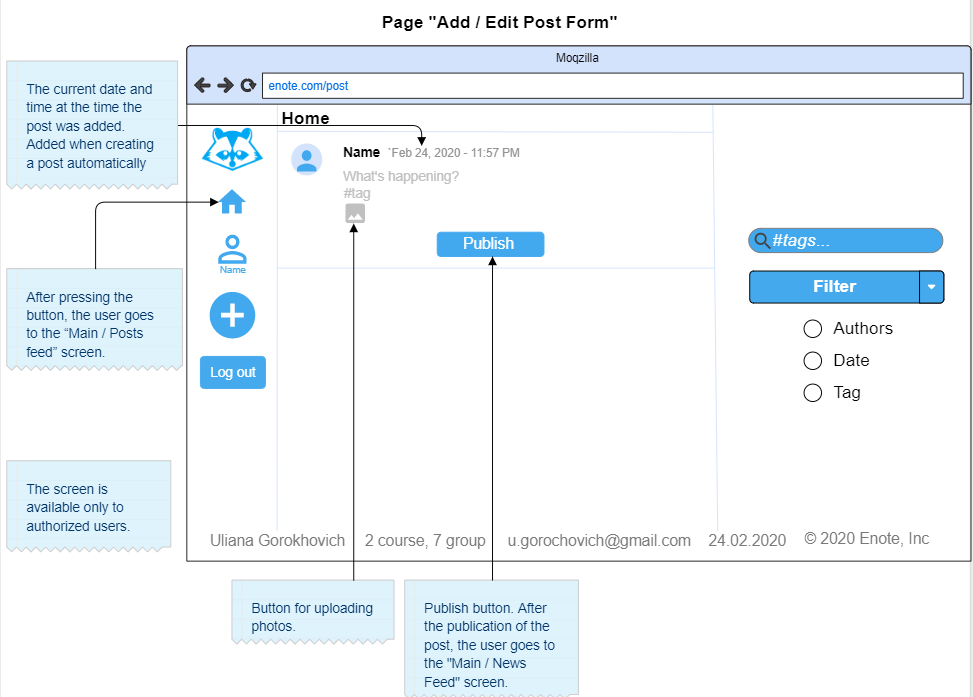 Page "Add / Edit Post Form"
Moqzilla
enote.com/post
The current date and
time at the time the
post was added.
Added when creating
a post automatically
After pressing the
button, the user goes
to the “Main / Posts
feed” screen.
The screen is
available only to
authorized users.
Name
Log out
Home
Name `Feb 24, 2020 - 11:57 PM
What's happening?
#tag
Publish
#tags...
Filter
Authors
Date
Tag
Uliana Gorokhovich 2 course, 7 group u.gorochovich@gmail.com 24.02.2020 © 2020 Enote, Inc
Button for uploading
photos.
Publish button. After
the publication of the
post, the user goes to
the "Main / News
Feed" screen.